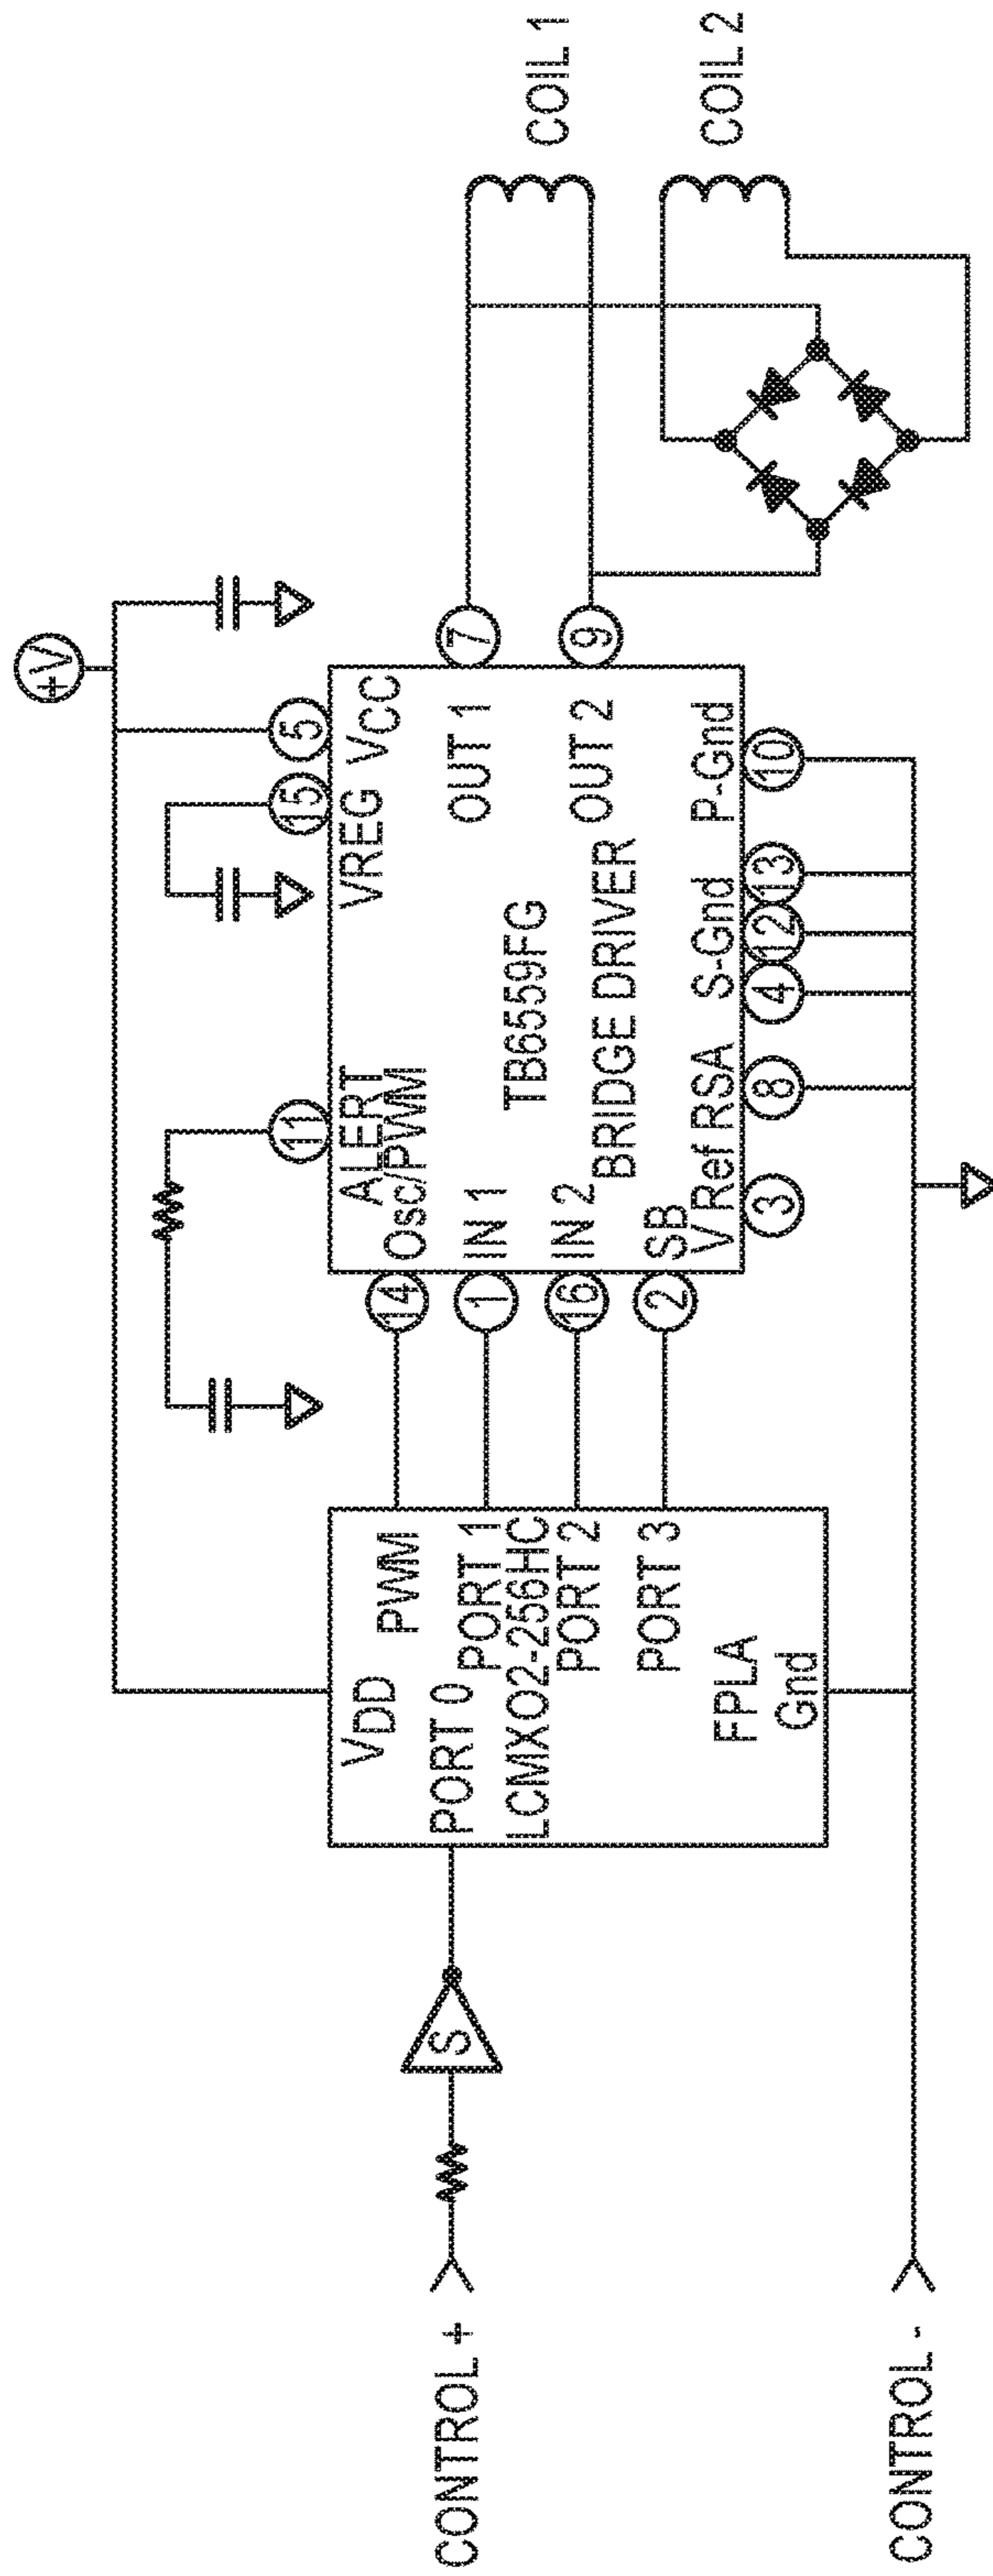 +V
CONTROL +
CONTROL -
S
VDD
PWM
PORT 0
PORT 1
LCMXO2-256HC
PORT 2
PORT 3
FPLA
Gnd
11
15
5
ALERT
VREG
VCC
14
Osc/PWM
1
IN 1
16
IN 2
2
SB
TB6559FG
BRIDGE DRIVER
OUT 1
7
OUT 2
9
V Ref
RSA
S-Gnd
P-Gnd
3
8
4
12
13
10
COIL 1
COIL 2